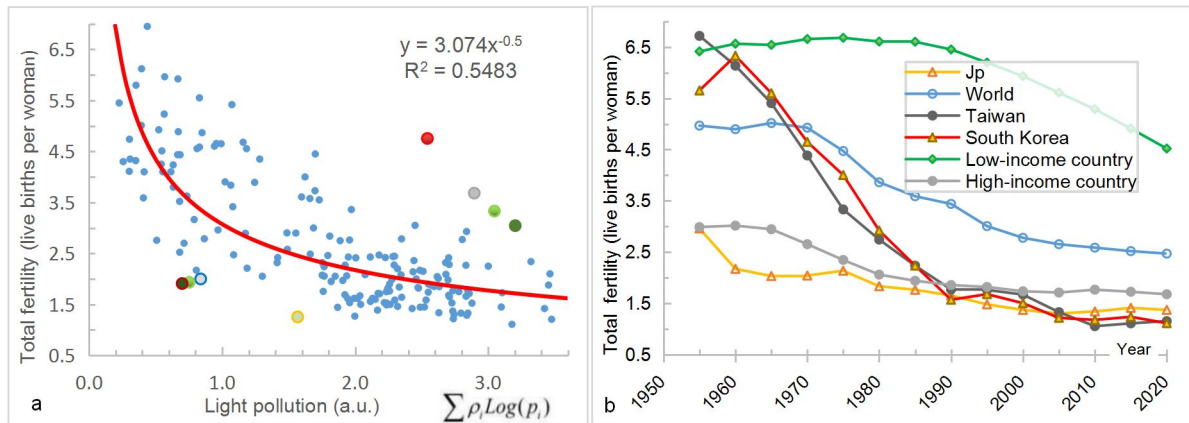 Total fertility (live births per woman)
6.5
5.5
4.5
3.5
2.5
1.5
0.5
y = 3.074x^-0.5
R² = 0.5483
0.0
1.0
2.0
3.0
a
Light pollution (a.u.)
∑ρᵢLog(pᵢ)
Total fertility (live births per woman)
6.5
5.5
4.5
3.5
2.5
1.5
0.5
Jp
World
Taiwan
South Korea
Low-income country
High-income country
Year
1950
1960
1970
1980
1990
2000
2010
2020
b